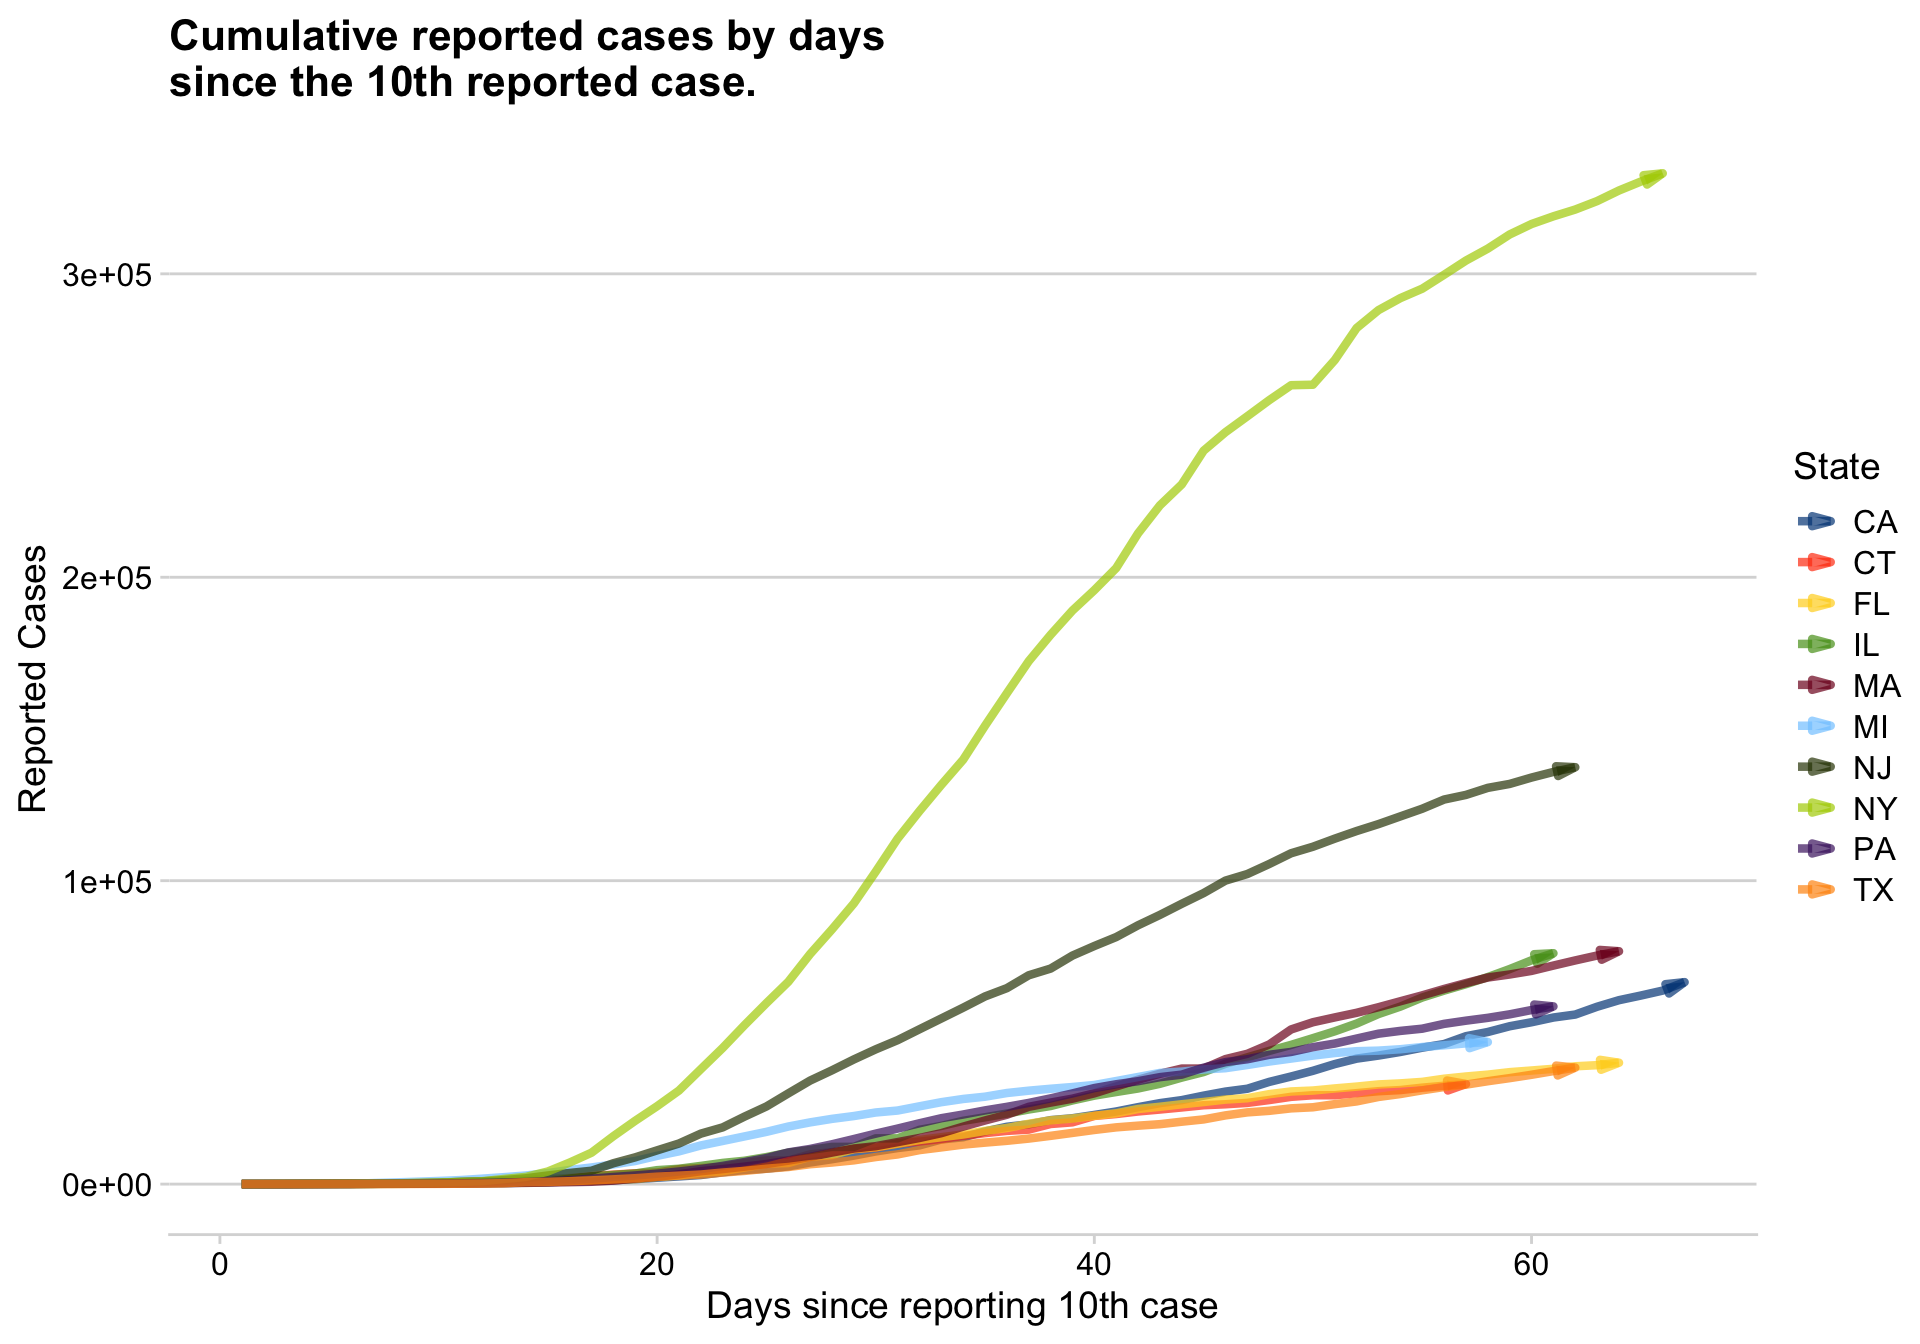 Cumulative reported cases by days
since the 10th reported case.
3e+05
2e+05
1e+05
0e+00
Reported Cases
0
20
40
60
Days since reporting 10th case
State
CA
CT
FL
IL
MA
MI
NJ
NY
PA
TX